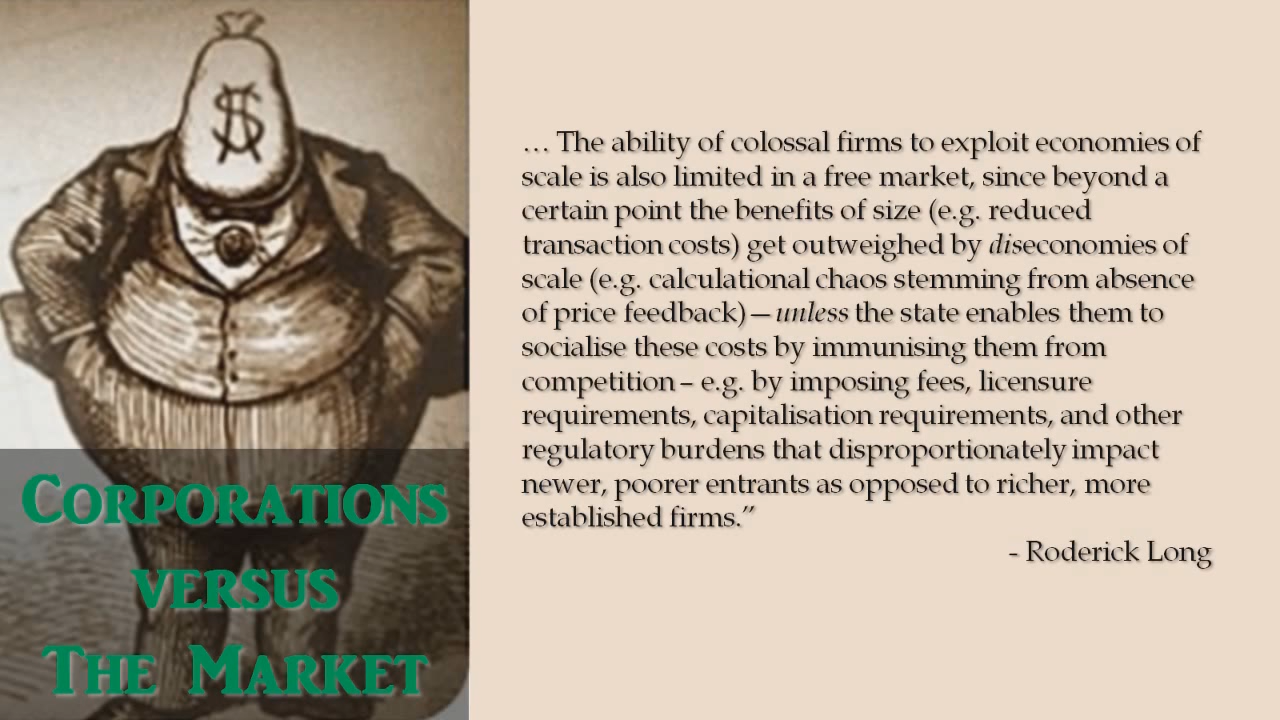 CORPORATIONS
VERSUS
THE MARKET
… The ability of colossal firms to exploit economies of
scale is also limited in a free market, since beyond a
certain point the benefits of size (e.g. reduced
transaction costs) get outweighed by diseconomies of
scale (e.g. calculational chaos stemming from absence
of price feedback)—unless the state enables them to
socialise these costs by immunising them from
competition – e.g. by imposing fees, licensure
requirements, capitalisation requirements, and other
regulatory burdens that disproportionately impact
newer, poorer entrants as opposed to richer, more
established firms.”
- Roderick Long